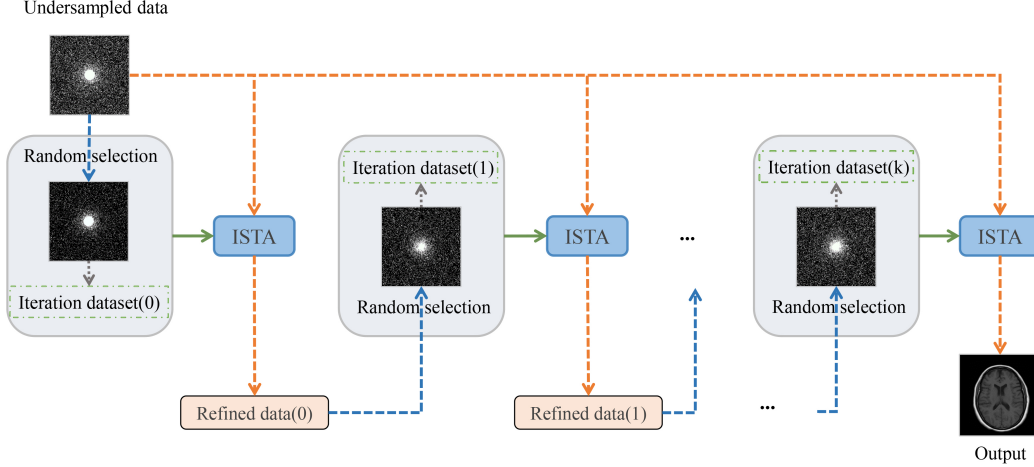 Undersampled data
Random selection
Iteration dataset(0)
ISTA
Refined data(0)
Iteration dataset(1)
Random selection
ISTA
Refined data(1)
...
...
Iteration dataset(k)
Random selection
ISTA
Output